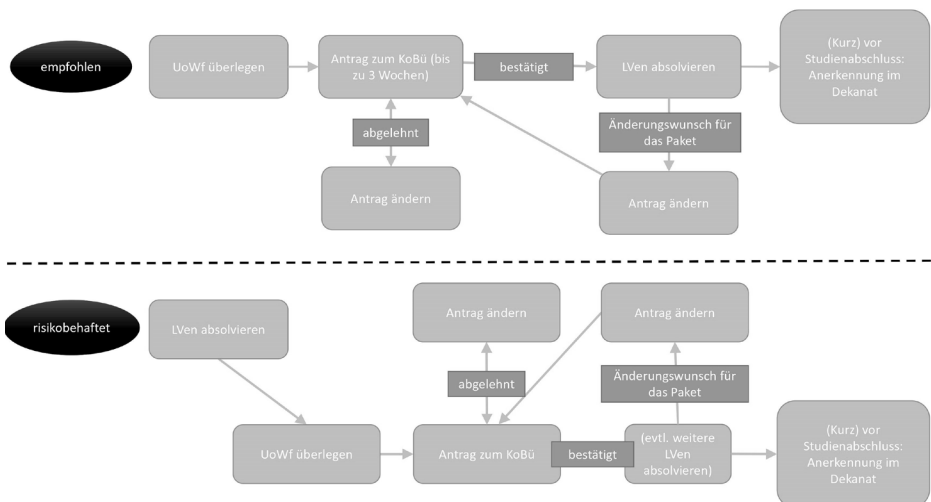 empfohlen
UoWf überlegen
Antrag zum KoBü (bis
zu 3 Wochen)
bestätigt
LVen absolvieren
(Kurz) vor
Studienabschluss:
Anerkennung im
Dekanat
abgelehnt
Änderungswunsch für
das Paket
Antrag ändern
Antrag ändern
risikobehaftet
LVen absolvieren
Antrag ändern
Antrag ändern
abgelehnt
Änderungswunsch für
das Paket
UoWf überlegen
Antrag zum KoBü
bestätigt
(evtl. weitere
LVen
absolvieren)
(Kurz) vor
Studienabschluss:
Anerkennung im
Dekanat